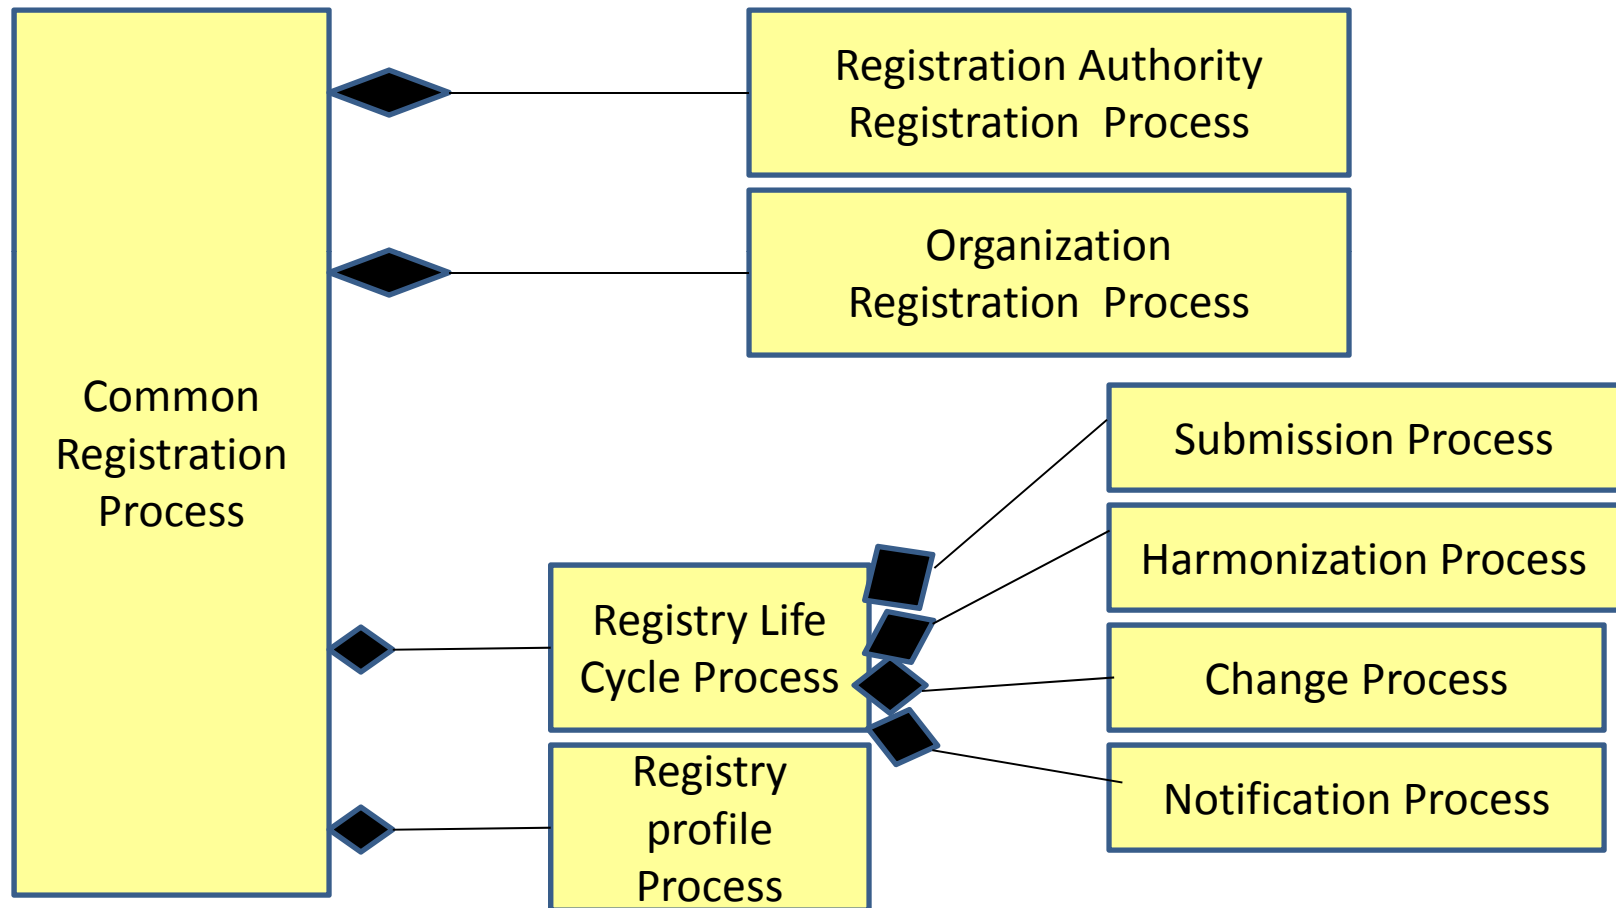 Common
Registration
Process
Registration Authority
Registration  Process
Organization
Registration  Process
Registry Life
Cycle Process
Registry
profile
Process
Submission Process
Harmonization Process
Change Process
Notification Process